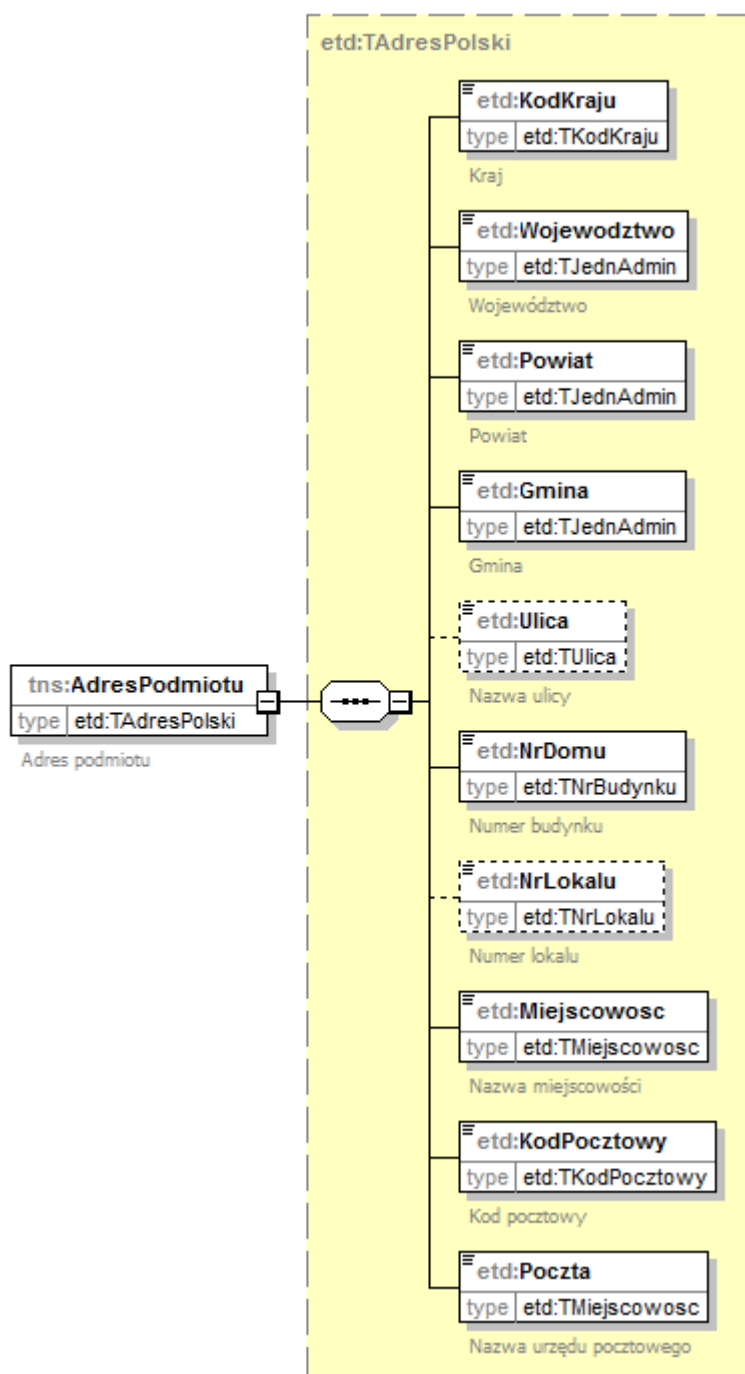 etd:TAdresPolski
etd:KodKraju
type etd:TKodKraju
Kraj
etd:Wojewodztwo
type etd:TJednAdmin
Województwo
etd:Powiat
type etd:TJednAdmin
Powiat
etd:Gmina
type etd:TJednAdmin
Gmina
etd:Ulica
type etd:TUlica
Nazwa ulicy
tns:AdresPodmiotu
type etd:TAdresPolski
Adres podmiotu
etd:NrDomu
type etd:TNrBudynku
Numer budynku
etd:NrLokalu
type etd:TNrLokalu
Numer lokalu
etd:Miejscowosc
type etd:TMiejscowosc
Nazwa miejscowości
etd:KodPocztowy
type etd:TKodPocztowy
Kod pocztowy
etd:Poczta
type etd:TMiejscowosc
Nazwa urzędu pocztowego